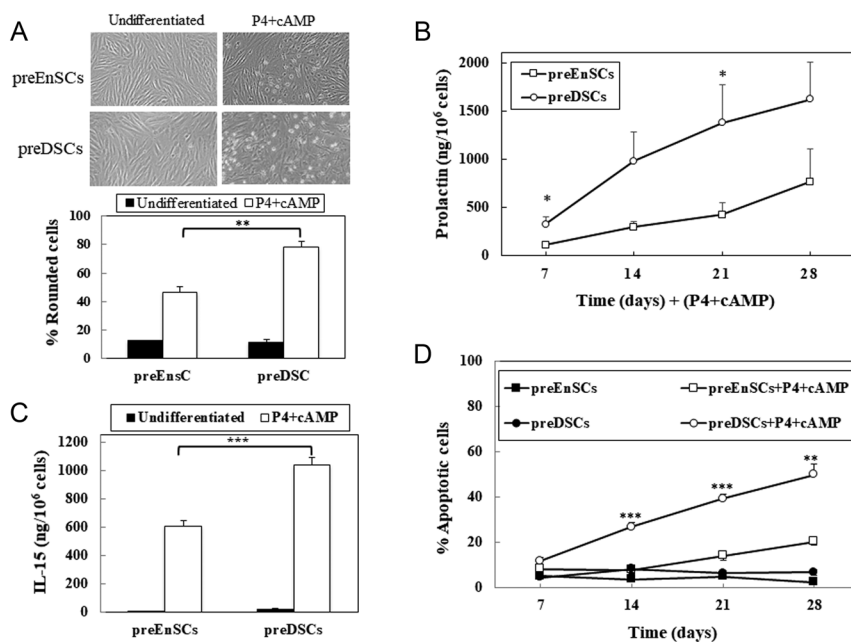 A
Undifferentiated P4+cAMP
preEnSCs
preDSCs
Undifferentiated P4+cAMP
**
100
80
60
40
20
0
% Rounded cells
preEnsC preDSC
B
preEnSCs
preDSCs
2000
1500
1000
500
0
Prolactin (ng/10⁶ cells)
*
*
7 14 21 28
Time (days) + (P4+cAMP)
C
Undifferentiated P4+cAMP
***
1200
1000
800
600
400
200
0
IL-15 (ng/10⁶ cells)
preEnSCs preDSCs
D
preEnSCs preEnSCs+P4+cAMP
preDSCs preDSCs+P4+cAMP
100
80
60
40
20
0
% Apoptotic cells
*** *** **
7 14 21 28
Time (days)